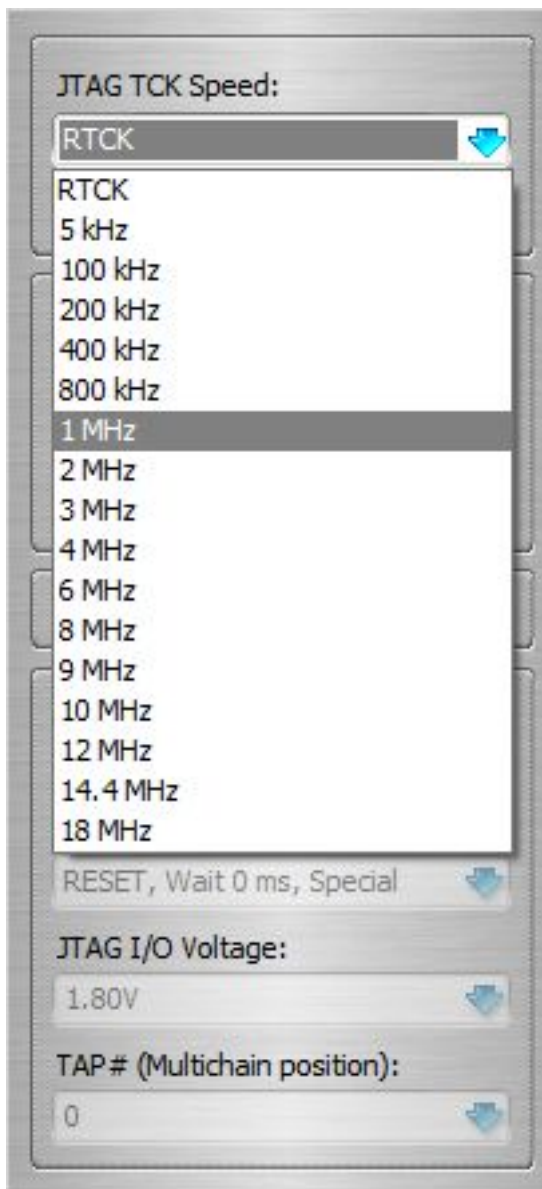 JTAG TCK Speed:
RTCK
RTCK
5 kHz
100 kHz
200 kHz
400 kHz
800 kHz
1 MHz
2 MHz
3 MHz
4 MHz
6 MHz
8 MHz
9 MHz
10 MHz
12 MHz
14.4 MHz
18 MHz
RESET, Wait 0 ms, Special
JTAG I/O Voltage:
1.80V
TAP# (Multichain position):
0